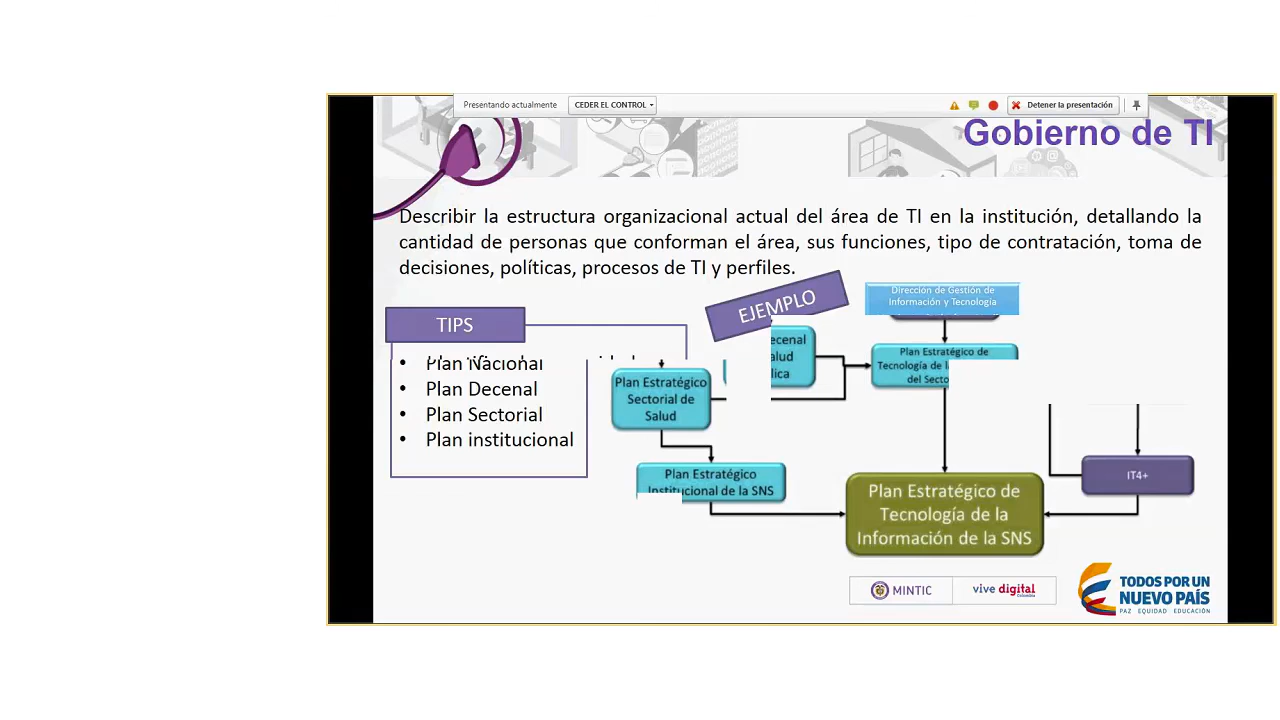 Presentando actualmente
CEDER EL CONTROL
Detener la presentación
Gobierno de TI
Describir la estructura organizacional actual del área de TI en la institución, detallando la
cantidad de personas que conforman el área, sus funciones, tipo de contratación, toma de
decisiones, políticas, procesos de TI y perfiles.
TIPS
• Plan Nacional
• Plan Decenal
• Plan Sectorial
• Plan institucional
EJEMPLO
Dirección de Gestión de
Información y Tecnología
Plan Estratégico de
Tecnología de la
del
Plan Estratégico
Sectorial de
Salud
Plan Estratégico
Institucional de la SNS
IT4+
Plan Estratégico de
Tecnología de la
Información de la SNS
MINTIC
vive digital
Colombia
TODOS POR UN
NUEVO PAÍS
PAZ EQUIDAD EDUCACIÓN